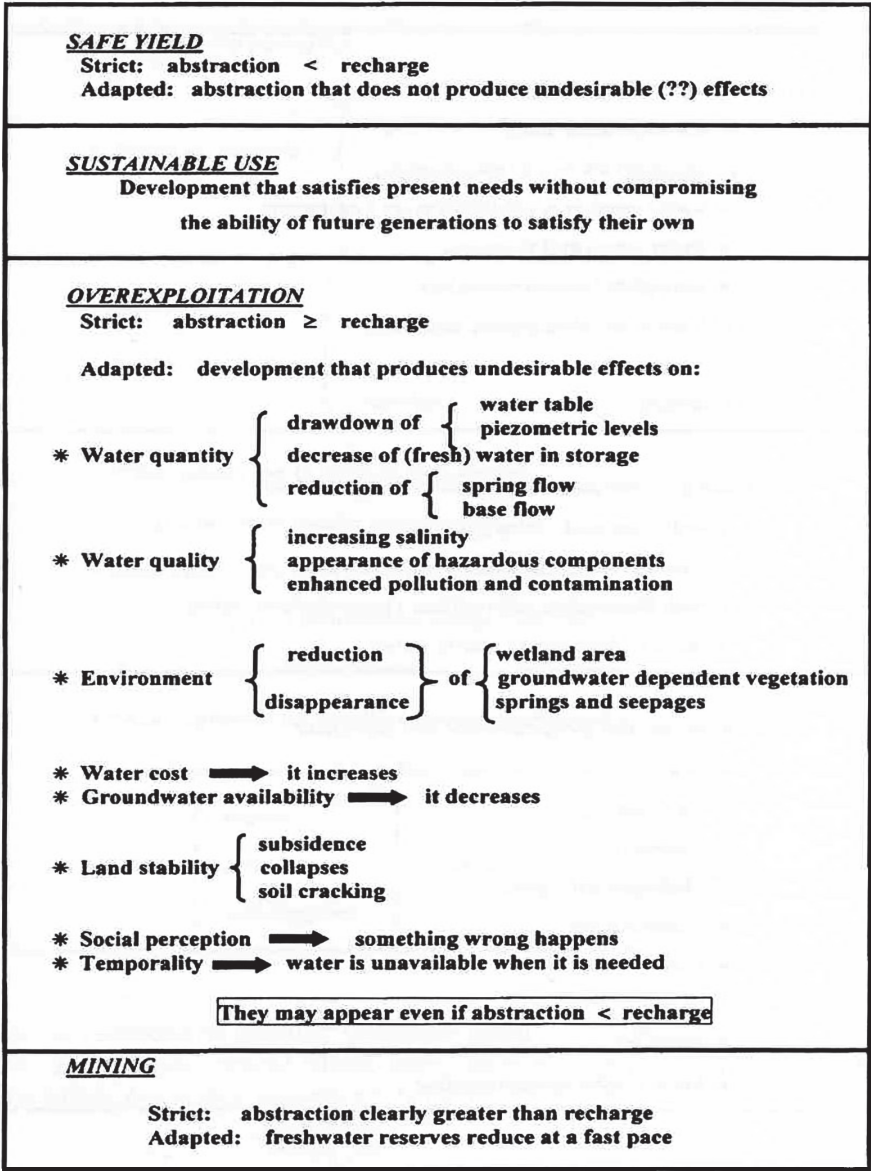 SAFE YIELD
Strict: abstraction < recharge
Adapted: abstraction that does not produce undesirable (??) effects
SUSTAINABLE USE
Development that satisfies present needs without compromising
the ability of future generations to satisfy their own
OVEREXPLOITATION
Strict: abstraction ≥ recharge
Adapted: development that produces undesirable effects on:
* Water quantity
drawdown of
water table
piezometric levels
decrease of (fresh) water in storage
reduction of
spring flow
base flow
* Water quality
increasing salinity
appearance of hazardous components
enhanced pollution and contamination
* Environment
reduction
disappearance
of
wetland area
groundwater dependent vegetation
springs and seepages
* Water cost → it increases
* Groundwater availability → it decreases
* Land stability
subsidence
collapses
soil cracking
* Social perception → something wrong happens
* Temporality → water is unavailable when it is needed
They may appear even if abstraction < recharge
MINING
Strict: abstraction clearly greater than recharge
Adapted: freshwater reserves reduce at a fast pace